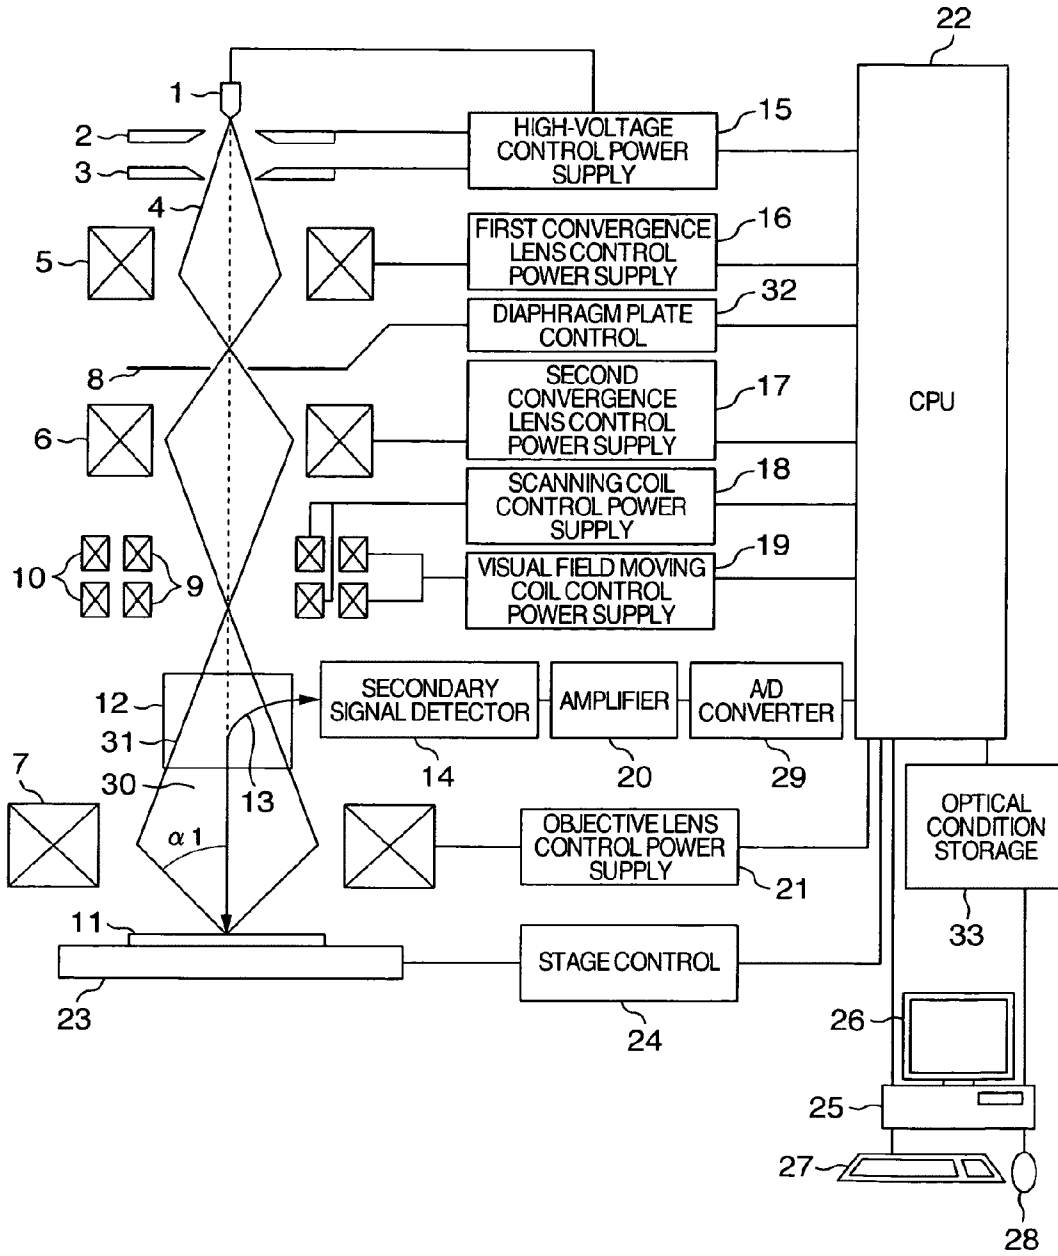 22
1
HIGH-VOLTAGE
CONTROL POWER
SUPPLY
15
2
3
4
FIRST CONVERGENCE
LENS CONTROL
POWER SUPPLY
16
5
DIAPHRAGM PLATE
CONTROL
32
8
SECOND
CONVERGENCE
LENS CONTROL
POWER SUPPLY
17
CPU
6
SCANNING COIL
CONTROL POWER
SUPPLY
18
10
9
VISUAL FIELD MOVING
COIL CONTROL
POWER SUPPLY
19
12
31
SECONDARY
SIGNAL DETECTOR
AMPLIFIER
A/D
CONVERTER
14
20
29
7
30
13
α1
OBJECTIVE LENS
CONTROL POWER
SUPPLY
21
OPTICAL
CONDITION
STORAGE
33
11
STAGE CONTROL
23
24
26
25
27
28